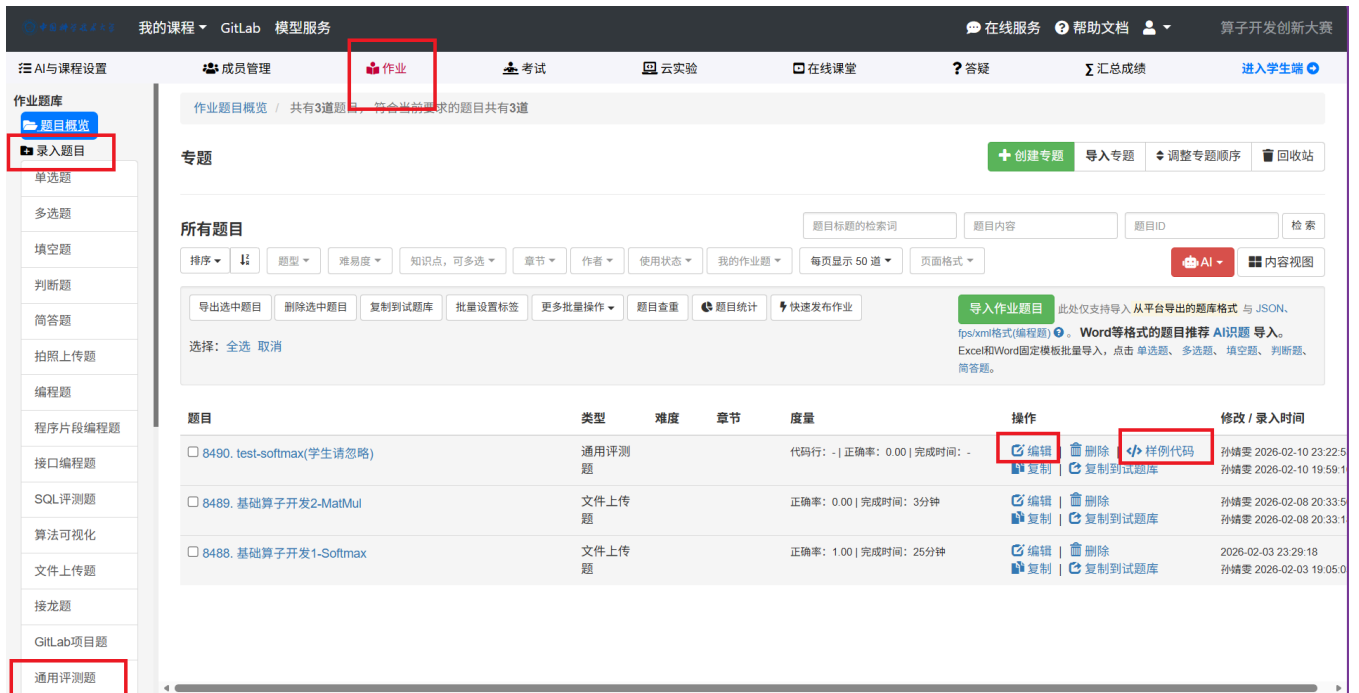 我的课程 GitLab 模型服务 在线服务 帮助文档 算子开发创新大赛
AI与课程设置 成员管理 作业 考试 云实验 在线课堂 答疑 ∑汇总成绩 进入学生端
作业题库
题目概览
录入题目
单选题
多选题
填空题
判断题
简答题
拍照上传题
编程题
程序片段编程题
接口编程题
SQL评测题
算法可视化
文件上传题
接龙题
GitLab项目题
通用评测题
作业题目概览 / 共有3道题目， 符合当前要求的题目共有3道
专题 创建专题 导入专题 调整专题顺序 回收站
所有题目 题目标题的检索词 题目内容 题目ID 检 索
排序 题型 难易度 知识点，可多选 章节 作者 使用状态 我的作业题 每页显示 50 道 页面格式 AI 内容视图
导出选中题目 删除选中题目 复制到试题库 批量设置标签 更多批量操作 题目查重 题目统计 快速发布作业
选择：全选 取消
导入作业题目 此处仅支持导入 从平台导出的题库格式 与 JSON、
fps/xml格式(编程题) 。 Word等格式的题目推荐 AI识题 导入。
Excel和Word固定模板批量导入，点击 单选题、 多选题、 填空题、 判断题、
简答题。
题目 类型 难度 章节 度量 操作 修改 / 录入时间
8490. test-softmax(学生请忽略) 通用评测 代码行：- | 正确率：0.00 | 完成时间：- 编辑 | 删除 | 样例代码 孙婧雯 2026-02-10 23:22:5
题 复制 | 复制到试题库 孙婧雯 2026-02-10 19:59:1
8489. 基础算子开发2-MatMul 文件上传 正确率：0.00 | 完成时间：3分钟 编辑 | 删除 孙婧雯 2026-02-08 20:33:5
题 复制 | 复制到试题库 孙婧雯 2026-02-08 20:33:1
8488. 基础算子开发1-Softmax 文件上传 正确率：1.00 | 完成时间：25分钟 编辑 | 删除 2026-02-03 23:29:18
题 复制 | 复制到试题库 孙婧雯 2026-02-03 19:05:0